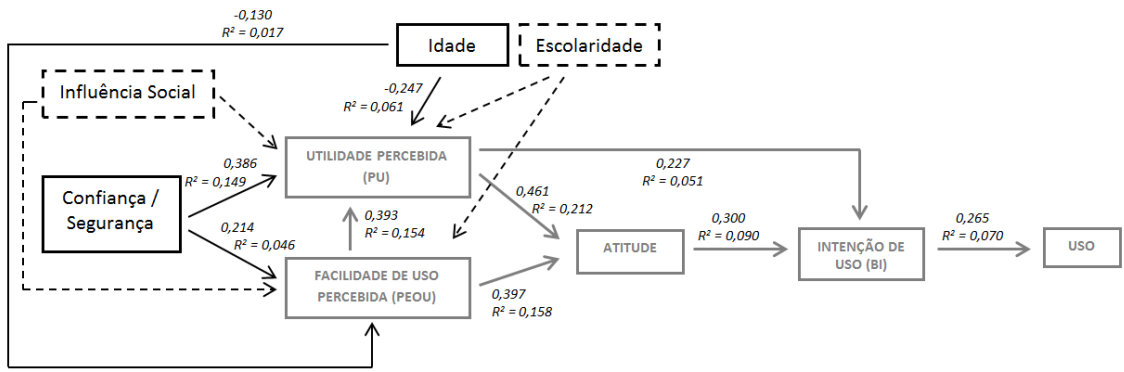 -0,130
R² = 0,017
Idade
Escolaridade
Influência Social
-0,247
R² = 0,061
UTILIDADE PERCEBIDA
(PU)
0,386
R² = 0,149
Confiança /
Segurança
0,227
R² = 0,051
0,461
R² = 0,212
0,393
R² = 0,154
0,214
R² = 0,046
ATITUDE
0,300
R² = 0,090
INTENÇÃO DE
USO (BI)
0,265
R² = 0,070
USO
FACILIDADE DE USO
PERCEBIDA (PEOU)
0,397
R² = 0,158